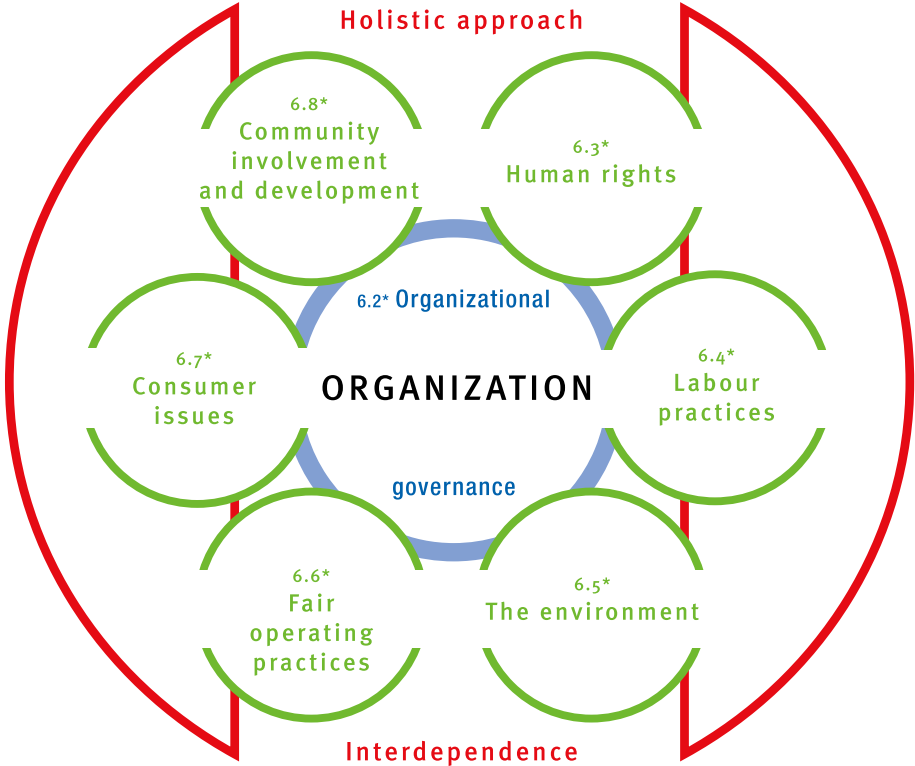 Holistic approach
6.8*
Community
involvement
and development
6.3*
Human rights
6.2* Organizational
6.7*
Consumer
issues
ORGANIZATION
6.4*
Labour
practices
governance
6.6*
Fair
operating
practices
6.5*
The environment
Interdependence